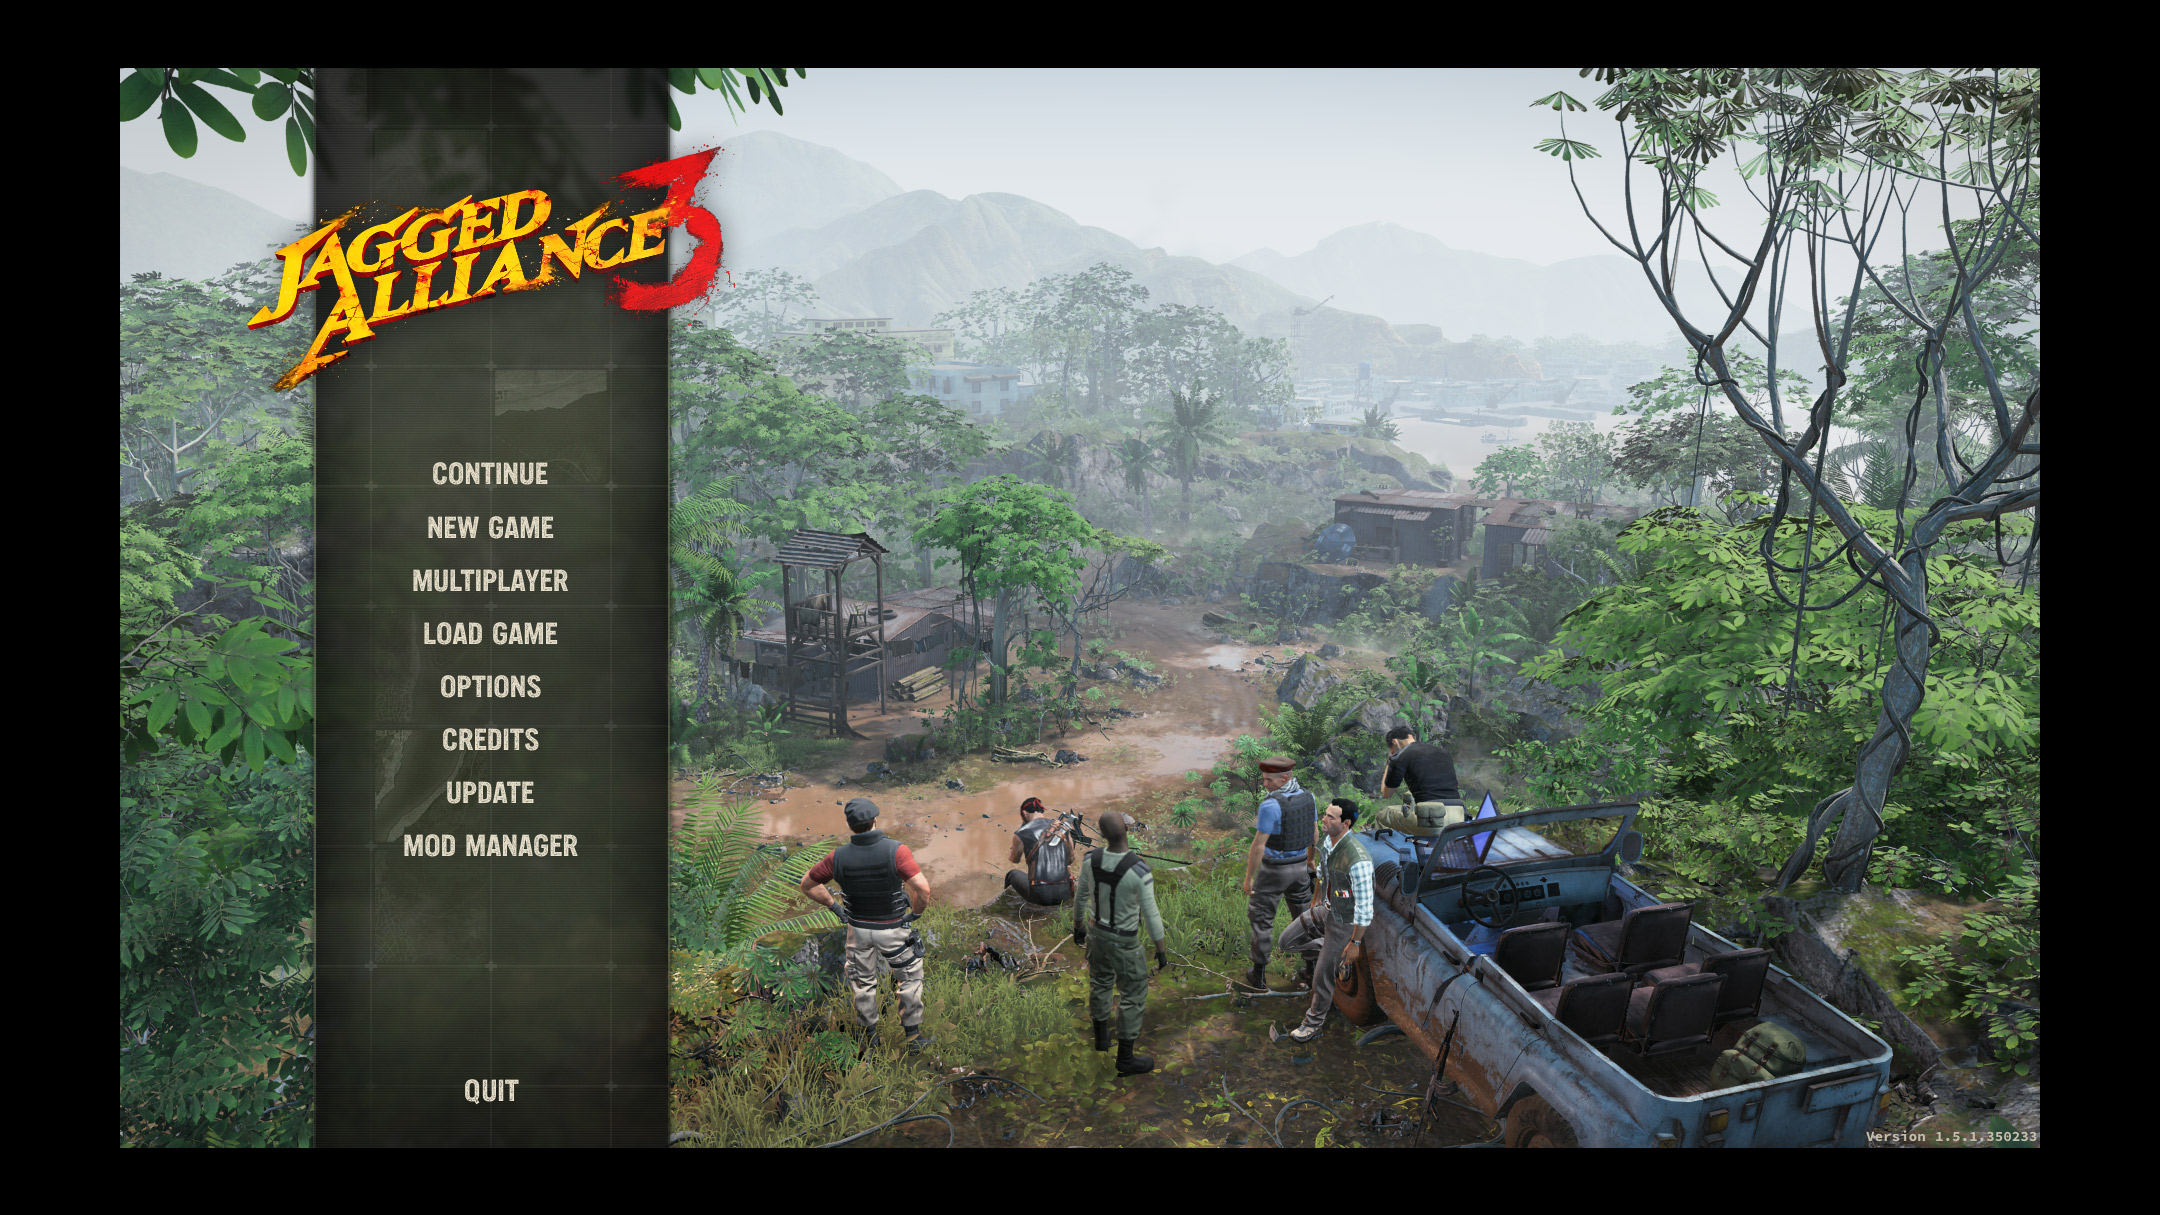 JAGGED
ALLIANCE 3
CONTINUE
NEW GAME
MULTIPLAYER
LOAD GAME
OPTIONS
CREDITS
UPDATE
MOD MANAGER
QUIT
Version 1.5.1.350233